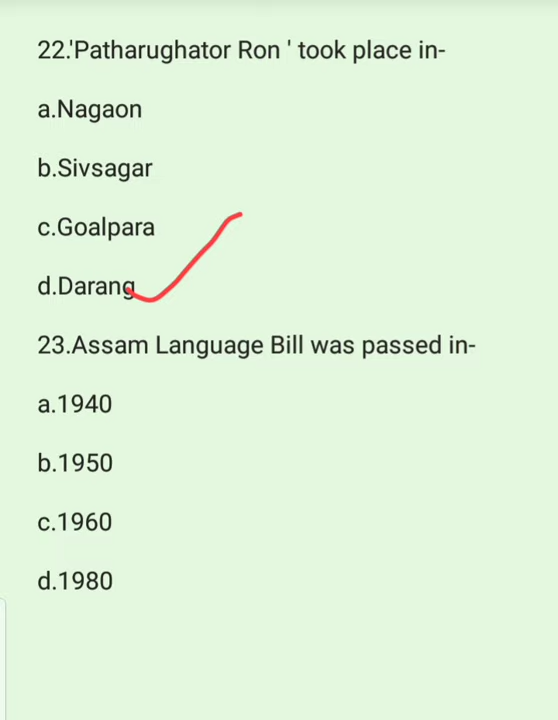 22.'Patharughator Ron ' took place in-
a.Nagaon
b.Sivsagar
c.Goalpara
d.Darang
23.Assam Language Bill was passed in-
a.1940
b.1950
c.1960
d.1980